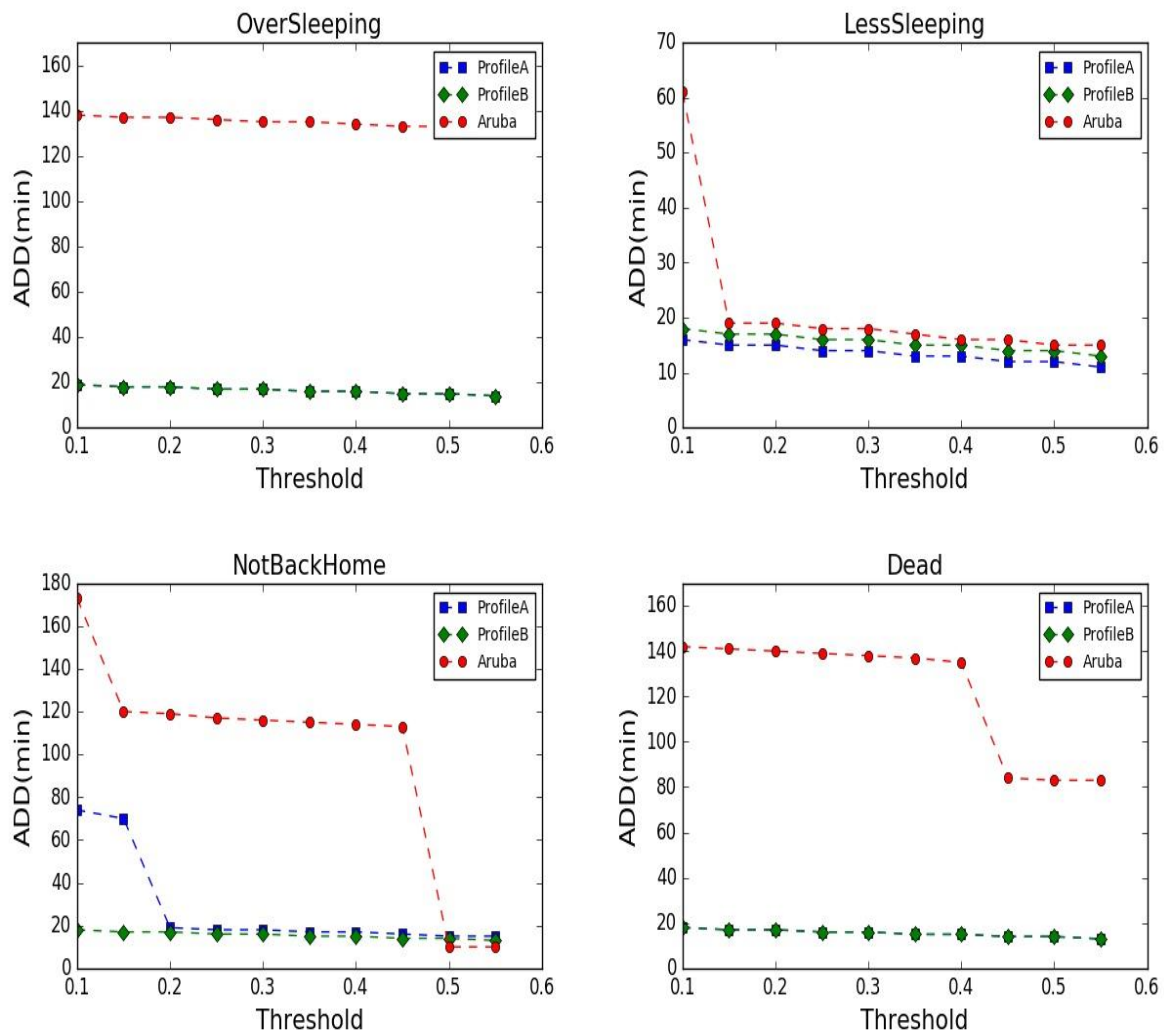 OverSleeping
ADD(min)
160
140
120
100
80
60
40
20
0
ProfileA
ProfileB
Aruba
0.1 0.2 0.3 0.4 0.5 0.6
Threshold
LessSleeping
ADD(min)
70
60
50
40
30
20
10
0
ProfileA
ProfileB
Aruba
0.1 0.2 0.3 0.4 0.5 0.6
Threshold
NotBackHome
ADD(min)
180
160
140
120
100
80
60
40
20
0
ProfileA
ProfileB
Aruba
0.1 0.2 0.3 0.4 0.5 0.6
Threshold
Dead
ADD(min)
160
140
120
100
80
60
40
20
0
ProfileA
ProfileB
Aruba
0.1 0.2 0.3 0.4 0.5 0.6
Threshold